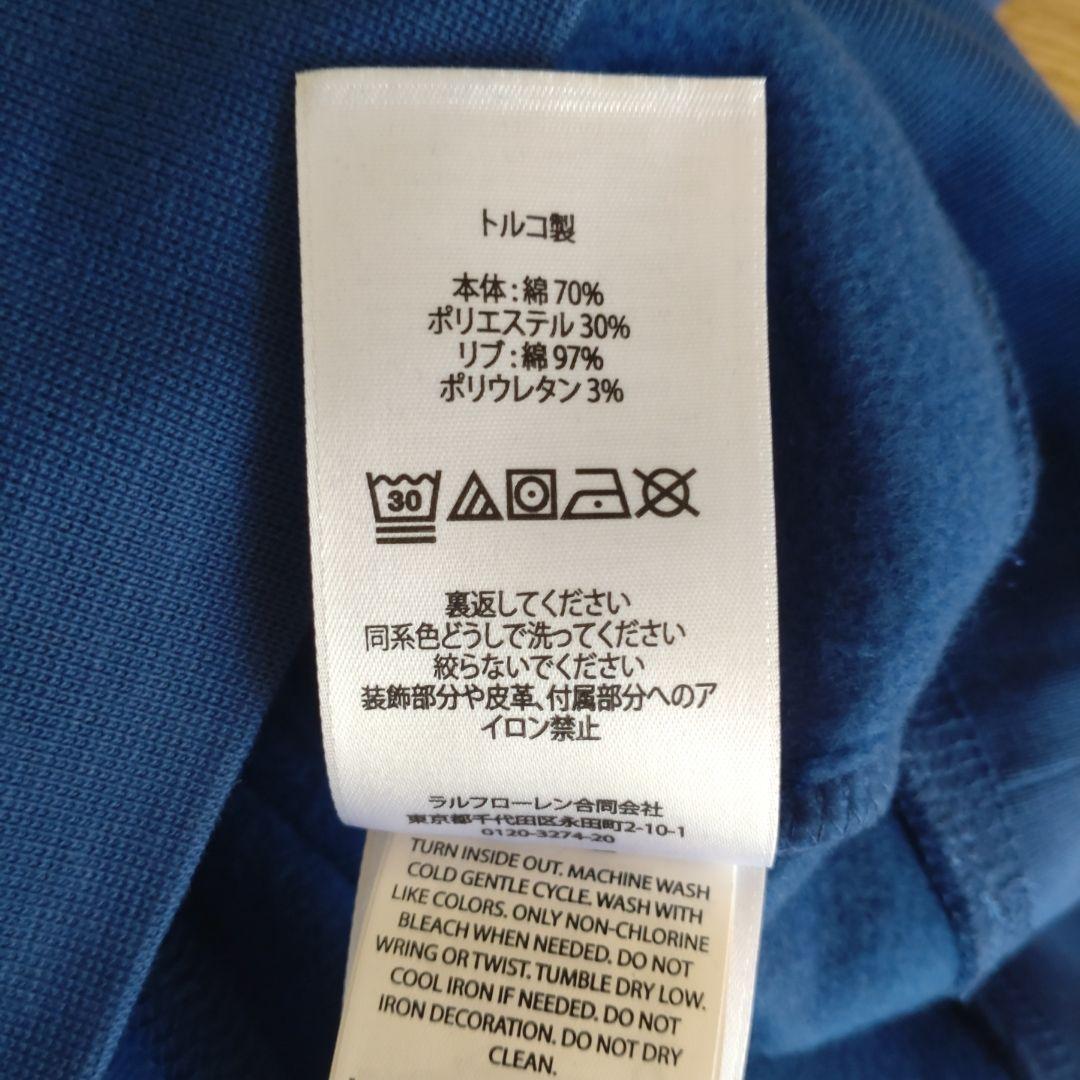 トルコ製
本体 : 綿 70%
ポリエステル 30%
リブ : 綿 97%
ポリウレタン 3%
30
裏返してください
同系色どうしで洗ってください
絞らないでください
装飾部分や皮革、付属部分へのア
イロン禁止
ラルフローレン合同会社
東京都千代田区永田町2-10-1
0120-3274-20
TURN INSIDE OUT. MACHINE WASH
COLD GENTLE CYCLE. WASH WITH
LIKE COLORS. ONLY NON-CHLORINE
BLEACH WHEN NEEDED. DO NOT
WRING OR TWIST. TUMBLE DRY LOW.
COOL IRON IF NEEDED. DO NOT
IRON DECORATION. DO NOT DRY
CLEAN.